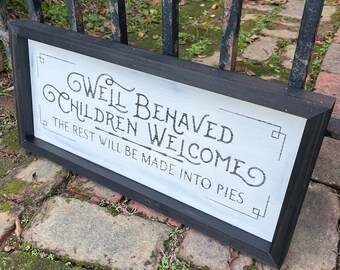 Well Behaved
Children Welcome
The rest will be made into pies